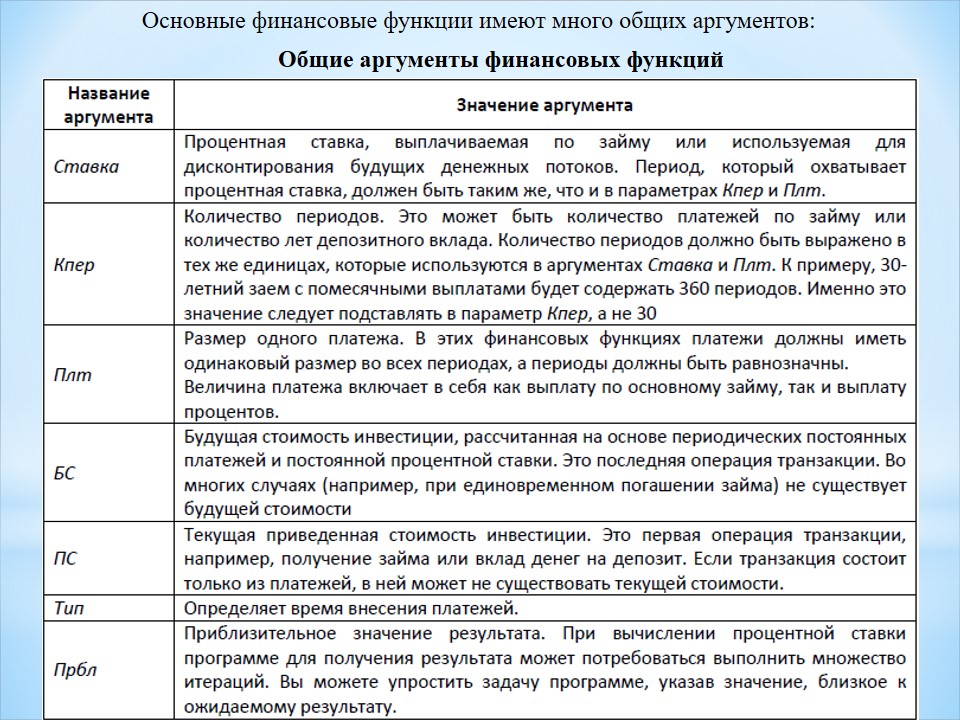 Основные финансовые функции имеют много общих аргументов:
Общие аргументы финансовых функций
Название
аргумента
Значение аргумента
Ставка
Процентная ставка, выплачиваемая по займу или используемая для
дисконтирования будущих денежных потоков. Период, который охватывает
процентная ставка, должен быть таким же, что и в параметрах Кпер и Плт.
Кпер
Количество периодов. Это может быть количество платежей по займу или
количество лет депозитного вклада. Количество периодов должно быть выражено в
тех же единицах, которые используются в аргументах Ставка и Плт. К примеру, 30-
летний заем с помесячными выплатами будет содержать 360 периодов. Именно это
значение следует подставлять в параметр Кпер, а не 30
Плт
Размер одного платежа. В этих финансовых функциях платежи должны иметь
одинаковый размер во всех периодах, а периоды должны быть равнозначны.
Величина платежа включает в себя как выплату по основному займу, так и выплату
процентов.
БС
Будущая стоимость инвестиции, рассчитанная на основе периодических постоянных
платежей и постоянной процентной ставки. Это последняя операция транзакции. Во
многих случаях (например, при единовременном погашении займа) не существует
будущей стоимости
ПС
Текущая приведенная стоимость инвестиции. Это первая операция транзакции,
например, получение займа или вклад денег на депозит. Если транзакция состоит
только из платежей, в ней может не существовать текущей стоимости.
Тип
Определяет время внесения платежей.
Прбл
Приблизительное значение результата. При вычислении процентной ставки
программе для получения результата может потребоваться выполнить множество
итераций. Вы можете упростить задачу программе, указав значение, близкое к
ожидаемому результату.